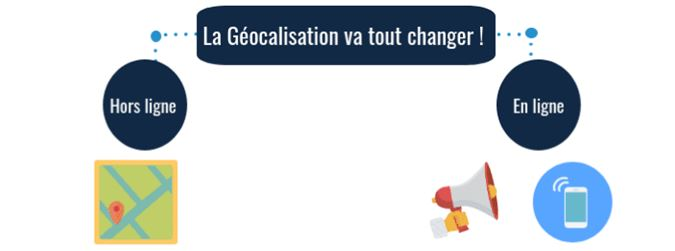 La Géocalisation va tout changer !
Hors ligne
En ligne